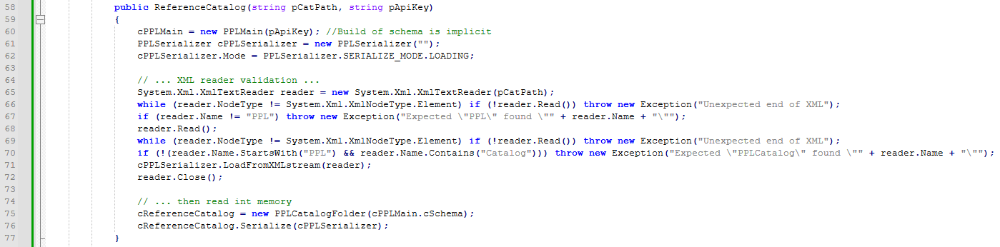 58 public ReferenceCatalog(string pCatPath, string pApiKey)
59 {
60 cPPLMain = new PPLMain(pApiKey); //Build of schema is implicit
61 PPLSerializer cPPLSerializer = new PPLSerializer("");
62 cPPLSerializer.Mode = PPLSerializer.SERIALIZE_MODE.LOADING;
63
64 // ... XML reader validation ...
65 System.Xml.XmlTextReader reader = new System.Xml.XmlTextReader(pCatPath);
66 while (reader.NodeType != System.Xml.XmlNodeType.Element) if (!reader.Read()) throw new Exception("Unexpected end of XML");
67 if (reader.Name != "PPL") throw new Exception("Expected \"PPL\" found \"" + reader.Name + "\"");
68 reader.Read();
69 while (reader.NodeType != System.Xml.XmlNodeType.Element) if (!reader.Read()) throw new Exception("Unexpected end of XML");
70 if (!(reader.Name.StartsWith("PPL") && reader.Name.Contains("Catalog"))) throw new Exception("Expected \"PPLCatalog\" found \"" + reader.Name + "\"");
71 cPPLSerializer.LoadFromXMLstream(reader);
72 reader.Close();
73
74 // ... then read int memory
75 cReferenceCatalog = new PPLCatalogFolder(cPPLMain.cSchema);
76 cReferenceCatalog.Serialize(cPPLSerializer);
77 }